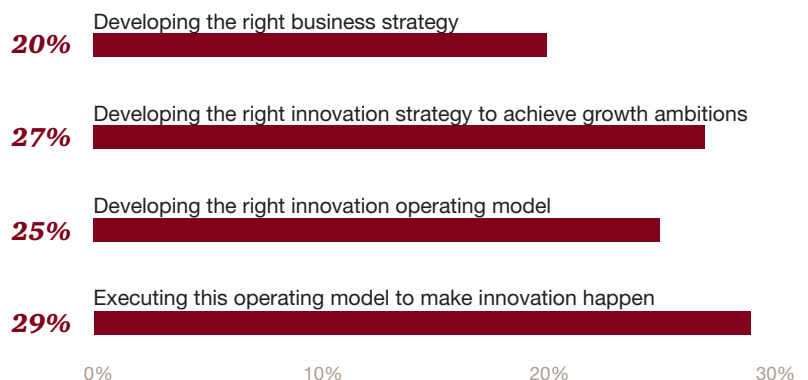 Developing the right business strategy
20%
Developing the right innovation strategy to achieve growth ambitions
27%
Developing the right innovation operating model
25%
Executing this operating model to make innovation happen
29%
0% 10% 20% 30%